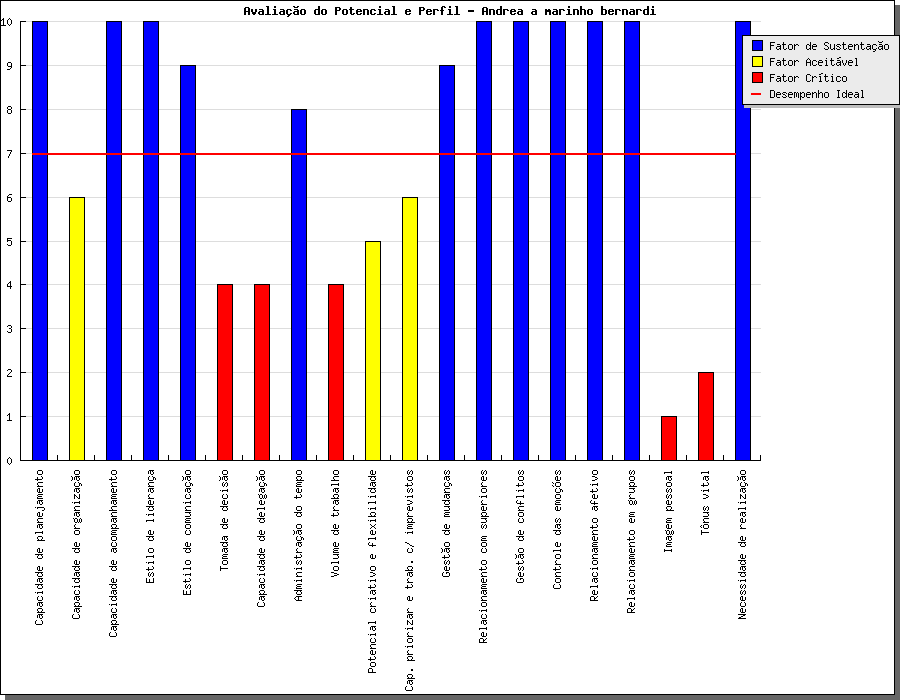 Avaliação do Potencial e Perfil - Andrea a marinho bernardi
Fator de Sustentação
Fator Aceitável
Fator Crítico
Desempenho Ideal
10
9
8
7
6
5
4
3
2
1
0
Capacidade de planejamento
Capacidade de organização
Capacidade de acompanhamento
Estilo de liderança
Estilo de comunicação
Tomada de decisão
Capacidade de delegação
Administração do tempo
Volume de trabalho
Potencial criativo e flexibilidade
Cap. priorizar e trab. c/ imprevistos
Gestão de mudanças
Relacionamento com superiores
Gestão de conflitos
Controle das emoções
Relacionamento afetivo
Relacionamento em grupos
Imagem pessoal
Tônus vital
Necessidade de realização